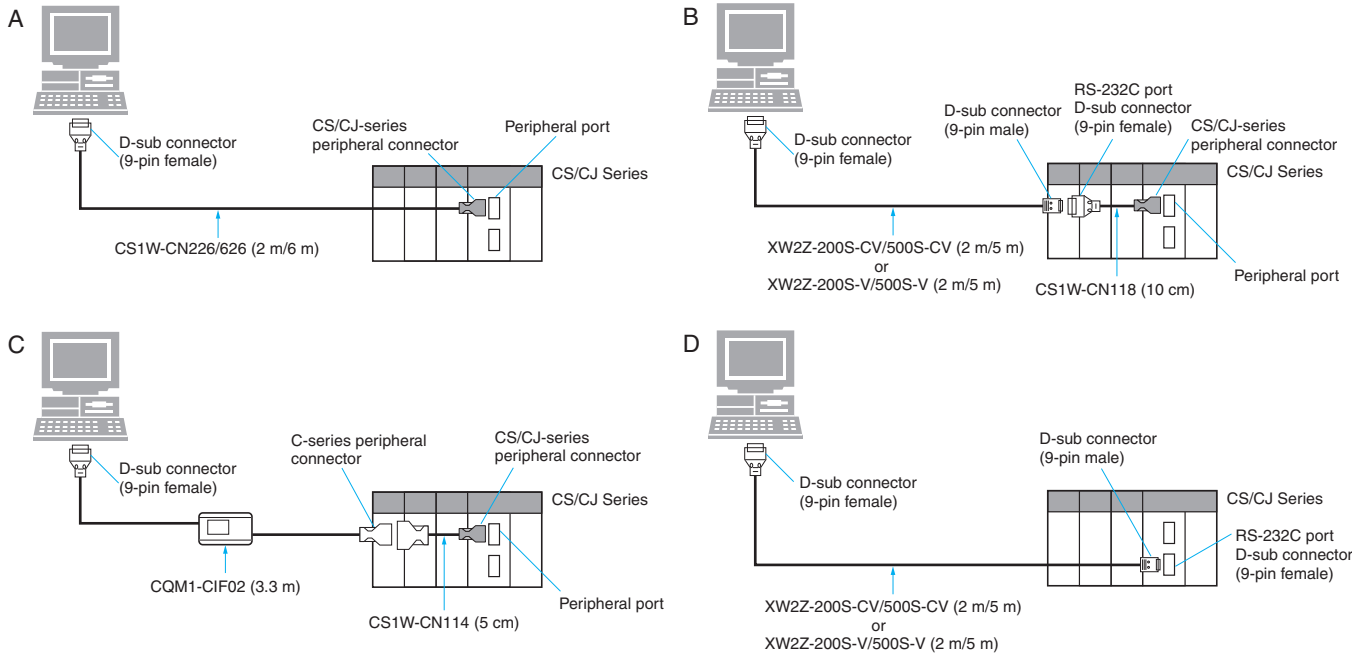 A
D-sub connector
(9-pin female)
CS/CJ-series
peripheral connector
Peripheral port
CS/CJ Series
CS1W-CN226/626 (2 m/6 m)
B
D-sub connector
(9-pin female)
D-sub connector
(9-pin male)
RS-232C port
D-sub connector
(9-pin female)
CS/CJ-series
peripheral connector
CS/CJ Series
XW2Z-200S-CV/500S-CV (2 m/5 m)
or
XW2Z-200S-V/500S-V (2 m/5 m)
CS1W-CN118 (10 cm)
Peripheral port
C
D-sub connector
(9-pin female)
C-series peripheral
connector
CS/CJ-series
peripheral connector
CS/CJ Series
CQM1-CIF02 (3.3 m)
CS1W-CN114 (5 cm)
Peripheral port
D
D-sub connector
(9-pin female)
D-sub connector
(9-pin male)
CS/CJ Series
RS-232C port
D-sub connector
(9-pin female)
XW2Z-200S-CV/500S-CV (2 m/5 m)
or
XW2Z-200S-V/500S-V (2 m/5 m)